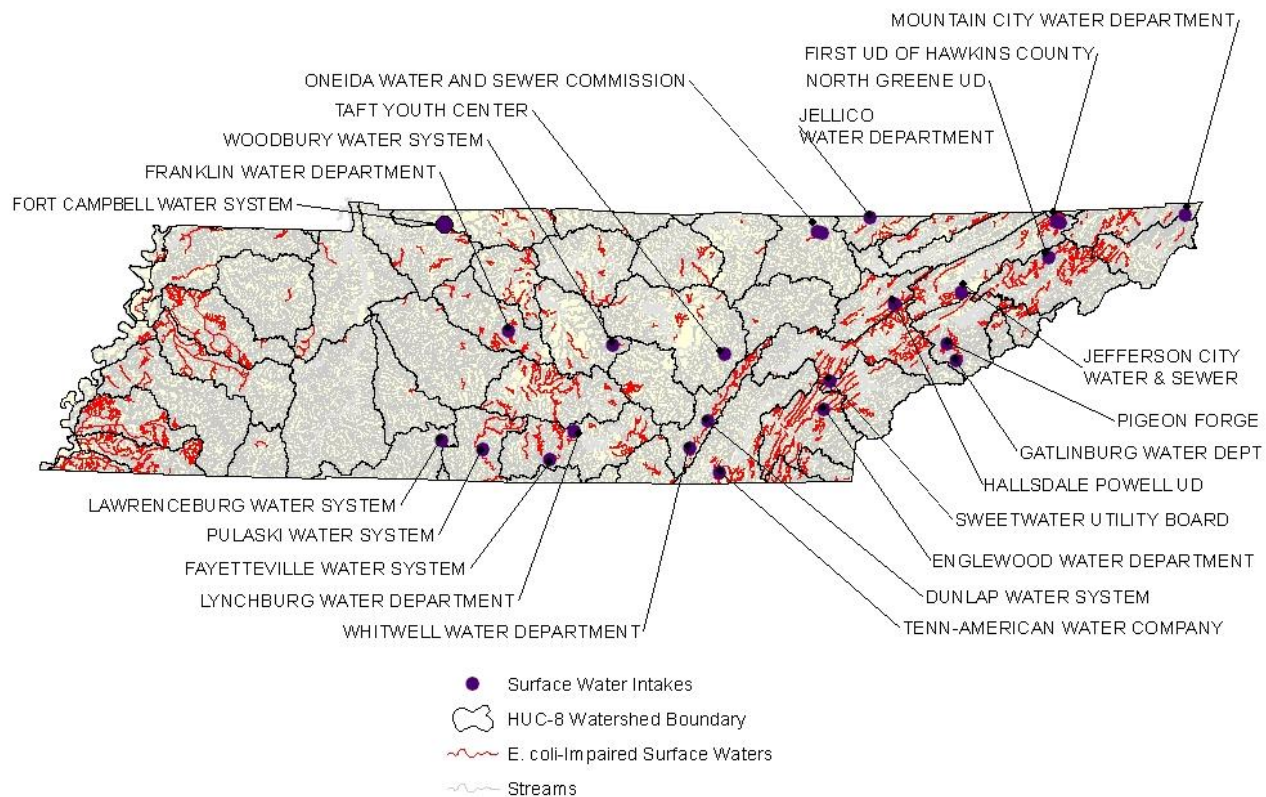 MOUNTAIN CITY WATER DEPARTMENT
FIRST UD OF HAWKINS COUNTY
ONEIDA WATER AND SEWER COMMISSION
NORTH GREENE UD
TAFT YOUTH CENTER
JELLICO
WATER DEPARTMENT
WOODBURY WATER SYSTEM
FRANKLIN WATER DEPARTMENT
FORT CAMPBELL WATER SYSTEM
JEFFERSON CITY
WATER & SEWER
PIGEON FORGE
GATLINBURG WATER DEPT
HALLSDALE POWELL UD
LAWRENCEBURG WATER SYSTEM
SWEETWATER UTILITY BOARD
PULASKI WATER SYSTEM
ENGLEWOOD WATER DEPARTMENT
FAYETTEVILLE WATER SYSTEM
DUNLAP WATER SYSTEM
LYNCHBURG WATER DEPARTMENT
TENN-AMERICAN WATER COMPANY
WHITWELL WATER DEPARTMENT
Surface Water Intakes
HUC-8 Watershed Boundary
E. coli-Impaired Surface Waters
Streams